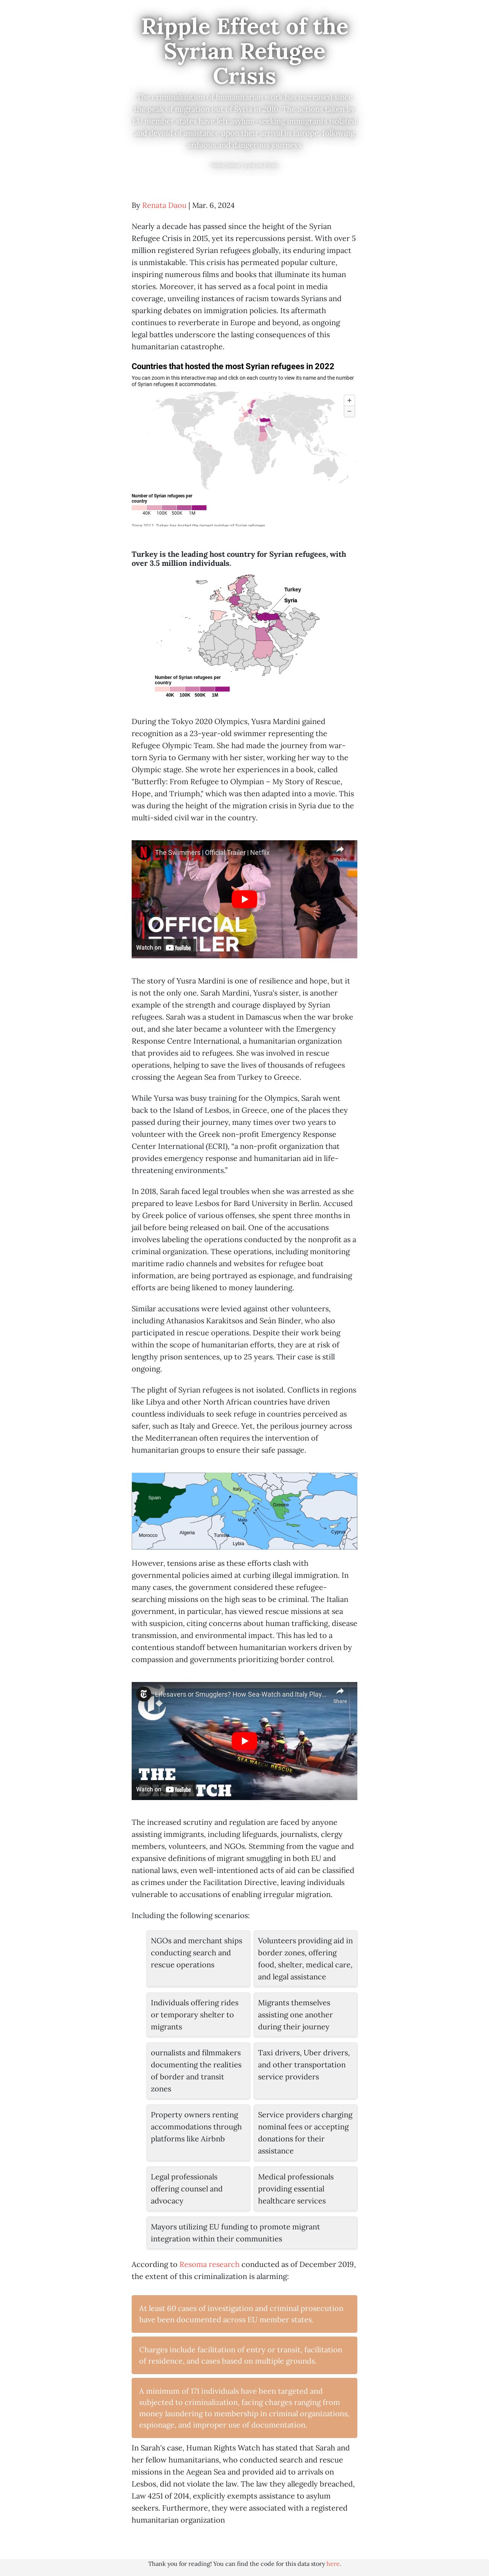 Ripple Effect of the
Syrian Refugee
Crisis
The criminalization of humanitarian work has increased since
the peak of migration out of Syria in 2016. The actions taken by
EU member states have left asylum-seeking immigrants isolated
and devoid of assistance upon their arrival in Europe, following
arduous and dangerous journeys.
By Renata Daou | Mar. 6, 2024
Nearly a decade has passed since the height of the Syrian
Refugee Crisis in 2015, yet its repercussions persist. With over 5
million registered Syrian refugees globally, its enduring impact
is unmistakable. This crisis has permeated popular culture,
inspiring numerous films and books that illuminate its human
stories. Moreover, it has served as a focal point in media
coverage, unveiling instances of racism towards Syrians and
sparking debates on immigration policies. Its aftermath
continues to reverberate in Europe and beyond, as ongoing
legal battles underscore the lasting consequences of this
humanitarian catastrophe.
Countries that hosted the most Syrian refugees in 2022
You can zoom in this interactive map and click on each country to view its name and the number
of Syrian refugees it accommodates.
+
−
Number of Syrian refugees per
country
40K 100K 500K 1M
Turkey is the leading host country for Syrian refugees, with
over 3.5 million individuals.
Turkey
Syria
Number of Syrian refugees per
country
40K 100K 500K 1M
During the Tokyo 2020 Olympics, Yusra Mardini gained
recognition as a 23-year-old swimmer representing the
Refugee Olympic Team. She had made the journey from war-
torn Syria to Germany with her sister, working her way to the
Olympic stage. She wrote her experiences in a book, called
"Butterfly: From Refugee to Olympian – My Story of Rescue,
Hope, and Triumph," which was then adapted into a movie. This
was during the height of the migration crisis in Syria due to the
multi-sided civil war in the country.
The Swimmers | Official Trailer | Netflix
Share
OFFICIAL
TRAILER
Watch on YouTube
The story of Yusra Mardini is one of resilience and hope, but it
is not the only one. Sarah Mardini, Yusra's sister, is another
example of the strength and courage displayed by Syrian
refugees. Sarah was a student in Damascus when the war broke
out, and she later became a volunteer with the Emergency
Response Centre International, a humanitarian organization
that provides aid to refugees. She was involved in rescue
operations, helping to save the lives of thousands of refugees
crossing the Aegean Sea from Turkey to Greece.
While Yursa was busy training for the Olympics, Sarah went
back to the Island of Lesbos, in Greece, one of the places they
passed during their journey, many times over two years to
volunteer with the Greek non-profit Emergency Response
Center International (ECRI), “a non-profit organization that
provides emergency response and humanitarian aid in life-
threatening environments.”
In 2018, Sarah faced legal troubles when she was arrested as she
prepared to leave Lesbos for Bard University in Berlin. Accused
by Greek police of various offenses, she spent three months in
jail before being released on bail. One of the accusations
involves labeling the operations conducted by the nonprofit as a
criminal organization. These operations, including monitoring
maritime radio channels and websites for refugee boat
information, are being portrayed as espionage, and fundraising
efforts are being likened to money laundering.
Similar accusations were levied against other volunteers,
including Athanasios Karakitsos and Seán Binder, who also
participated in rescue operations. Despite their work being
within the scope of humanitarian efforts, they are at risk of
lengthy prison sentences, up to 25 years. Their case is still
ongoing.
The plight of Syrian refugees is not isolated. Conflicts in regions
like Libya and other North African countries have driven
countless individuals to seek refuge in countries perceived as
safer, such as Italy and Greece. Yet, the perilous journey across
the Mediterranean often requires the intervention of
humanitarian groups to ensure their safe passage.
Spain
Italy
Greece
Malta
Morocco
Algeria
Tunisia
Lybia
Cyprus
However, tensions arise as these efforts clash with
governmental policies aimed at curbing illegal immigration. In
many cases, the government considered these refugee-
searching missions on the high seas to be criminal. The Italian
government, in particular, has viewed rescue missions at sea
with suspicion, citing concerns about human trafficking, disease
transmission, and environmental impact. This has led to a
contentious standoff between humanitarian workers driven by
compassion and governments prioritizing border control.
Lifesavers or Smugglers? How Sea-Watch and Italy Play...
Share
SEA-WATCH RESCUE
THE
DISPATCH
Watch on YouTube
The increased scrutiny and regulation are faced by anyone
assisting immigrants, including lifeguards, journalists, clergy
members, volunteers, and NGOs. Stemming from the vague and
expansive definitions of migrant smuggling in both EU and
national laws, even well-intentioned acts of aid can be classified
as crimes under the Facilitation Directive, leaving individuals
vulnerable to accusations of enabling irregular migration.
Including the following scenarios:
NGOs and merchant ships
conducting search and
rescue operations
Volunteers providing aid in
border zones, offering
food, shelter, medical care,
and legal assistance
Individuals offering rides
or temporary shelter to
migrants
Migrants themselves
assisting one another
during their journey
ournalists and filmmakers
documenting the realities
of border and transit
zones
Taxi drivers, Uber drivers,
and other transportation
service providers
Property owners renting
accommodations through
platforms like Airbnb
Service providers charging
nominal fees or accepting
donations for their
assistance
Legal professionals
offering counsel and
advocacy
Medical professionals
providing essential
healthcare services
Mayors utilizing EU funding to promote migrant
integration within their communities
According to Resoma research conducted as of December 2019,
the extent of this criminalization is alarming:
At least 60 cases of investigation and criminal prosecution
have been documented across EU member states.
Charges include facilitation of entry or transit, facilitation
of residence, and cases based on multiple grounds.
A minimum of 171 individuals have been targeted and
subjected to criminalization, facing charges ranging from
money laundering to membership in criminal organizations,
espionage, and improper use of documentation.
In Sarah's case, Human Rights Watch has stated that Sarah and
her fellow humanitarians, who conducted search and rescue
missions in the Aegean Sea and provided aid to arrivals on
Lesbos, did not violate the law. The law they allegedly breached,
Law 4251 of 2014, explicitly exempts assistance to asylum
seekers. Furthermore, they were associated with a registered
humanitarian organization
Thank you for reading! You can find the code for this data story here.